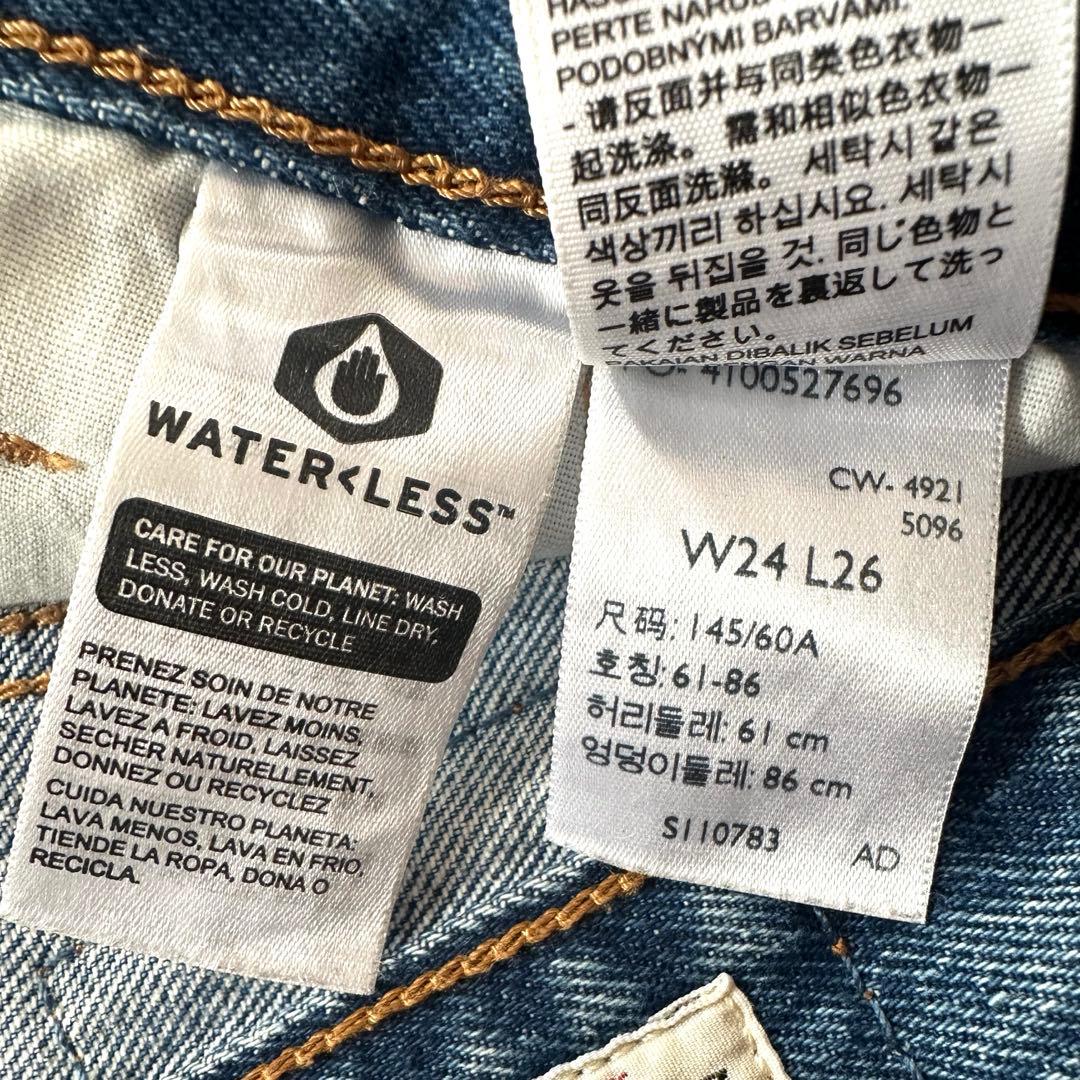 PERTE NARUB
PODOBNÝMI BARVAMI.
- 请反面并与同类色衣物一
起洗涤。 需和相似色衣物一
同反面洗滌。 세탁시 같은
색상끼리 하십시요. 세탁시
옷을 뒤집을 것. 同じ色物と
一緒に製品を裏返して洗っ
てください。
DIBALIK SEBELUM
WARNA
WATER<LESS™
CARE FOR OUR PLANET: WASH
LESS, WASH COLD, LINE DRY,
DONATE OR RECYCLE
PRENEZ SOIN DE NOTRE
PLANETE: LAVEZ MOINS,
LAVEZ A FROID, LAISSEZ
SECHER NATURELLEMENT,
DONNEZ OU RECYCLEZ
CUIDA NUESTRO PLANETA:
LAVA MENOS, LAVA EN FRIO,
TIENDE LA ROPA, DONA O
RECICLA.
4100527696
CW- 4921
5096
W24 L26
尺码: 145/60A
호칭: 61-86
허리둘레: 61 cm
엉덩이둘레: 86 cm
S110783
AD